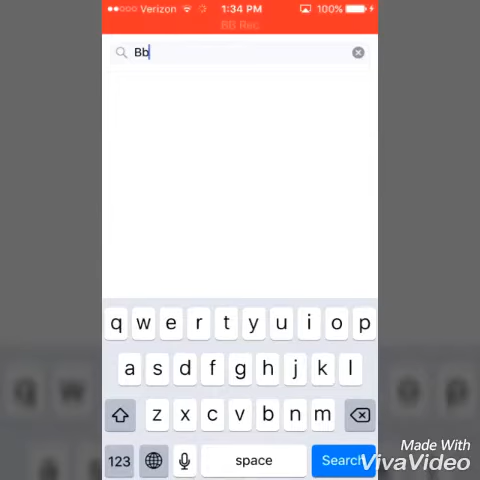 Verizon 1:34 PM 100%
BB Rec
Bb
q w e r t y u i o p
a s d f g h j k l
z x c v b n m
123 space Search
Made With
VivaVideo